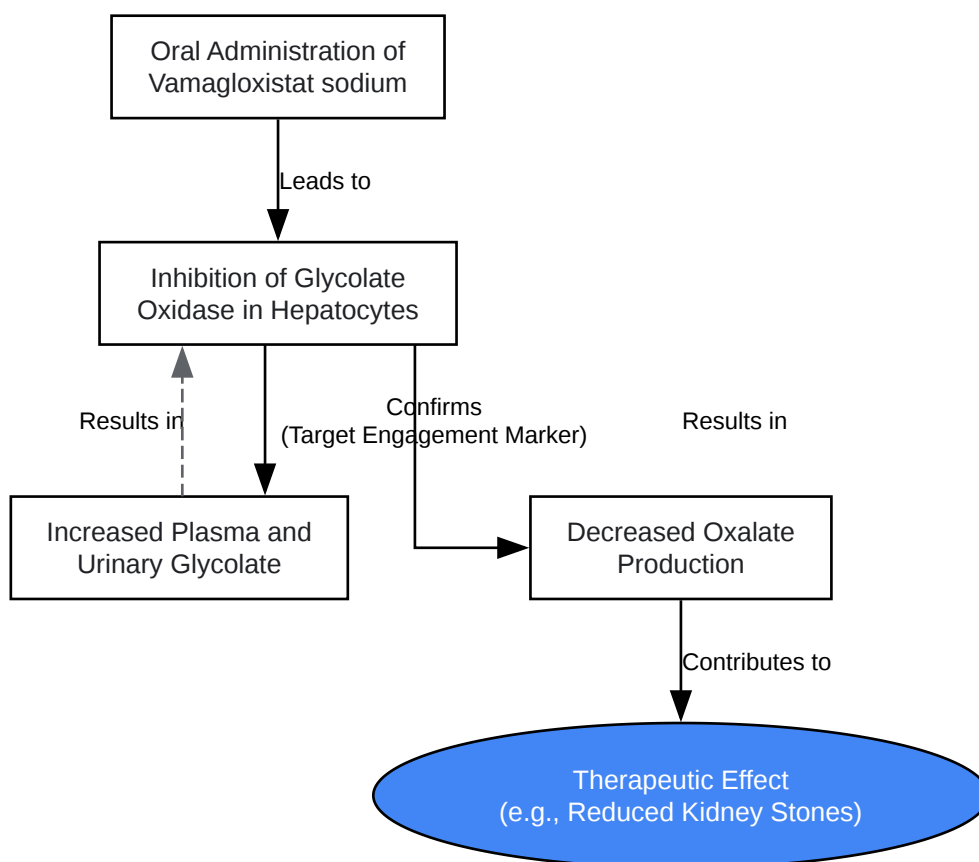 Oral Administration of
Vamagloxistat sodium
Leads to
Inhibition of Glycolate
Oxidase in Hepatocytes
Results in
Confirms
(Target Engagement Marker)
Results in
Increased Plasma and
Urinary Glycolate
Decreased Oxalate
Production
Contributes to
Therapeutic Effect
(e.g., Reduced Kidney Stones)